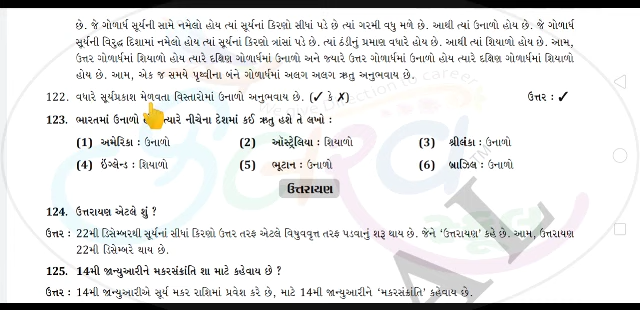 છે. જે ગોળાર્ધ સૂર્યની સામે નમેલો હોય ત્યાં સૂર્યનાં કિરણો સીધાં પડે છે ત્યાં ગરમી વધુ મળે છે. આથી ત્યાં ઉનાળો હોય છે. જે ગોળાર્ધ
સૂર્યની વિરુદ્ધ દિશામાં નમેલો હોય ત્યાં સૂર્યનાં કિરણો ત્રાંસાં પડે છે. ત્યાં ઠંડીનું પ્રમાણ વધારે હોય છે. આથી ત્યાં શિયાળો હોય છે. આમ,
ઉત્તર ગોળાર્ધમાં શિયાળો હોય ત્યારે દક્ષિણ ગોળાર્ધમાં ઉનાળો અને જ્યારે ઉત્તર ગોળાર્ધમાં ઉનાળો હોય ત્યારે દક્ષિણ ગોળાર્ધમાં શિયાળો
હોય છે. આમ, એક જ સમયે પૃથ્વીના બંને ગોળાર્ધમાં અલગ અલગ ઋતુ અનુભવાય છે.
122. વધારે સૂર્યપ્રકાશ મેળવતા વિસ્તારોમાં ઉનાળો અનુભવાય છે. (✓ કે ✗) ઉત્તર : ✓
123. ભારતમાં ઉનાળો ત્યારે નીચેના દેશમાં કઈ ઋતુ હશે તે લખો :
(1) અમેરિકા : ઉનાળો (2) ઑસ્ટ્રેલિયા : શિયાળો (3) શ્રીલંકા : ઉનાળો
(4) ઇંગ્લેન્ડ : શિયાળો (5) ભૂટાન : ઉનાળો (6) બ્રાઝિલ : ઉનાળો
ઉત્તરાયણ
124. ઉત્તરાયણ એટલે શું ?
ઉત્તર : 22મી ડિસેમ્બરથી સૂર્યનાં સીધાં કિરણો ઉત્તર તરફ એટલે વિષુવવૃત્ત તરફ પડવાનું શરૂ થાય છે. જેને ‘ઉત્તરાયણ’ કહે છે. આમ, ઉત્તરાયણ
22મી ડિસેમ્બરે થાય છે.
125. 14મી જાન્યુઆરીને મકરસંક્રાંતિ શા માટે કહેવાય છે ?
ઉત્તર : 14મી જાન્યુઆરીએ સૂર્ય મકર રાશિમાં પ્રવેશ કરે છે, માટે 14મી જાન્યુઆરીને ‘મકરસંક્રાંતિ’ કહેવાય છે.